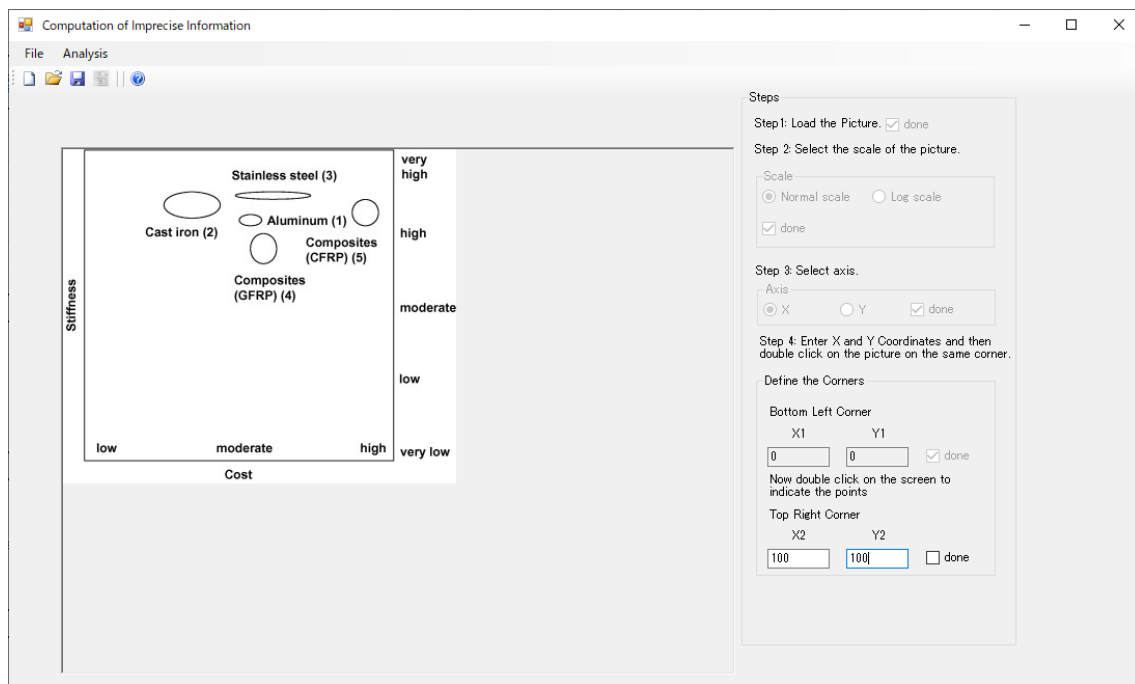 Computation of Imprecise Information
File Analysis
Steps
Step1: Load the Picture. done
Step 2: Select the scale of the picture.
Scale
Normal scale Log scale
done
Step 3: Select axis.
Axis
X Y done
Step 4: Enter X and Y Coordinates and then
double click on the picture on the same corner.
Define the Corners
Bottom Left Corner
X1 Y1
0 0 done
Now double click on the screen to
indicate the points
Top Right Corner
X2 Y2
100 100 done
very
high
Stainless steel (3)
Aluminum (1)
Cast iron (2)
high
Composites
(CFRP) (5)
Composites
(GFRP) (4)
Stiffness
moderate
low
low moderate high very low
Cost